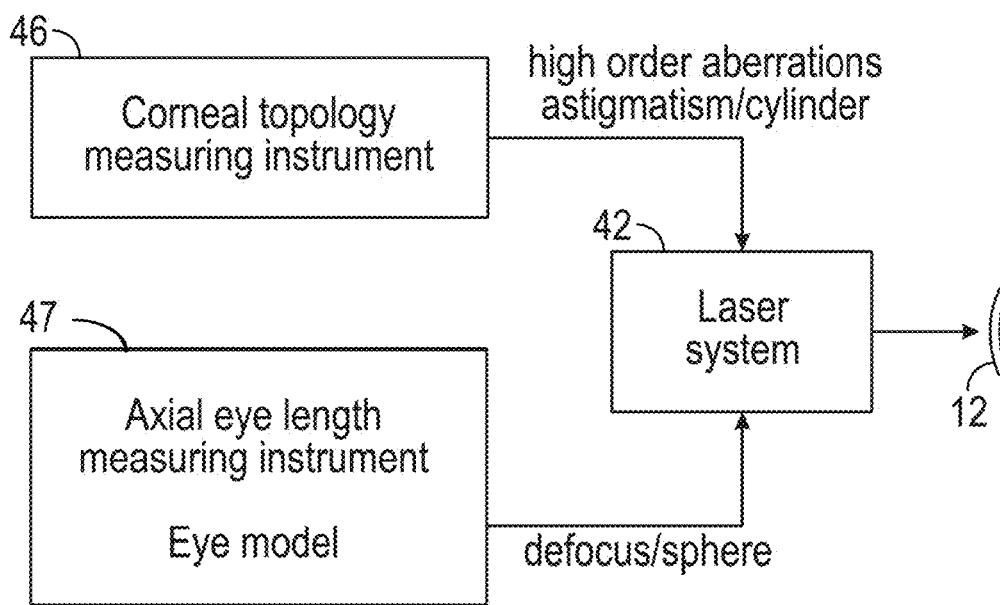 46
Corneal topology
measuring instrument
high order aberrations
astigmatism/cylinder
42
Laser
system
12
47
Axial eye length
measuring instrument
Eye model
defocus/sphere